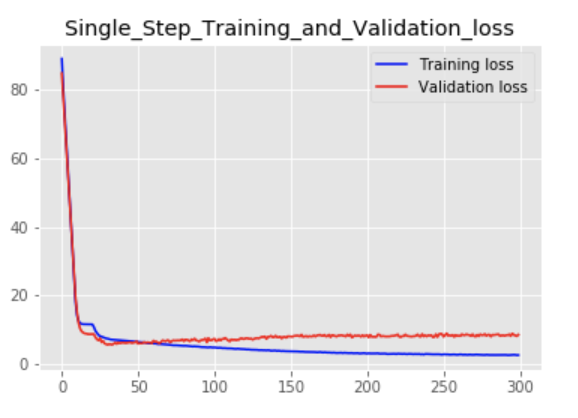 Single_Step_Training_and_Validation_loss
Training loss
Validation loss
80
60
40
20
0
0 50 100 150 200 250 300